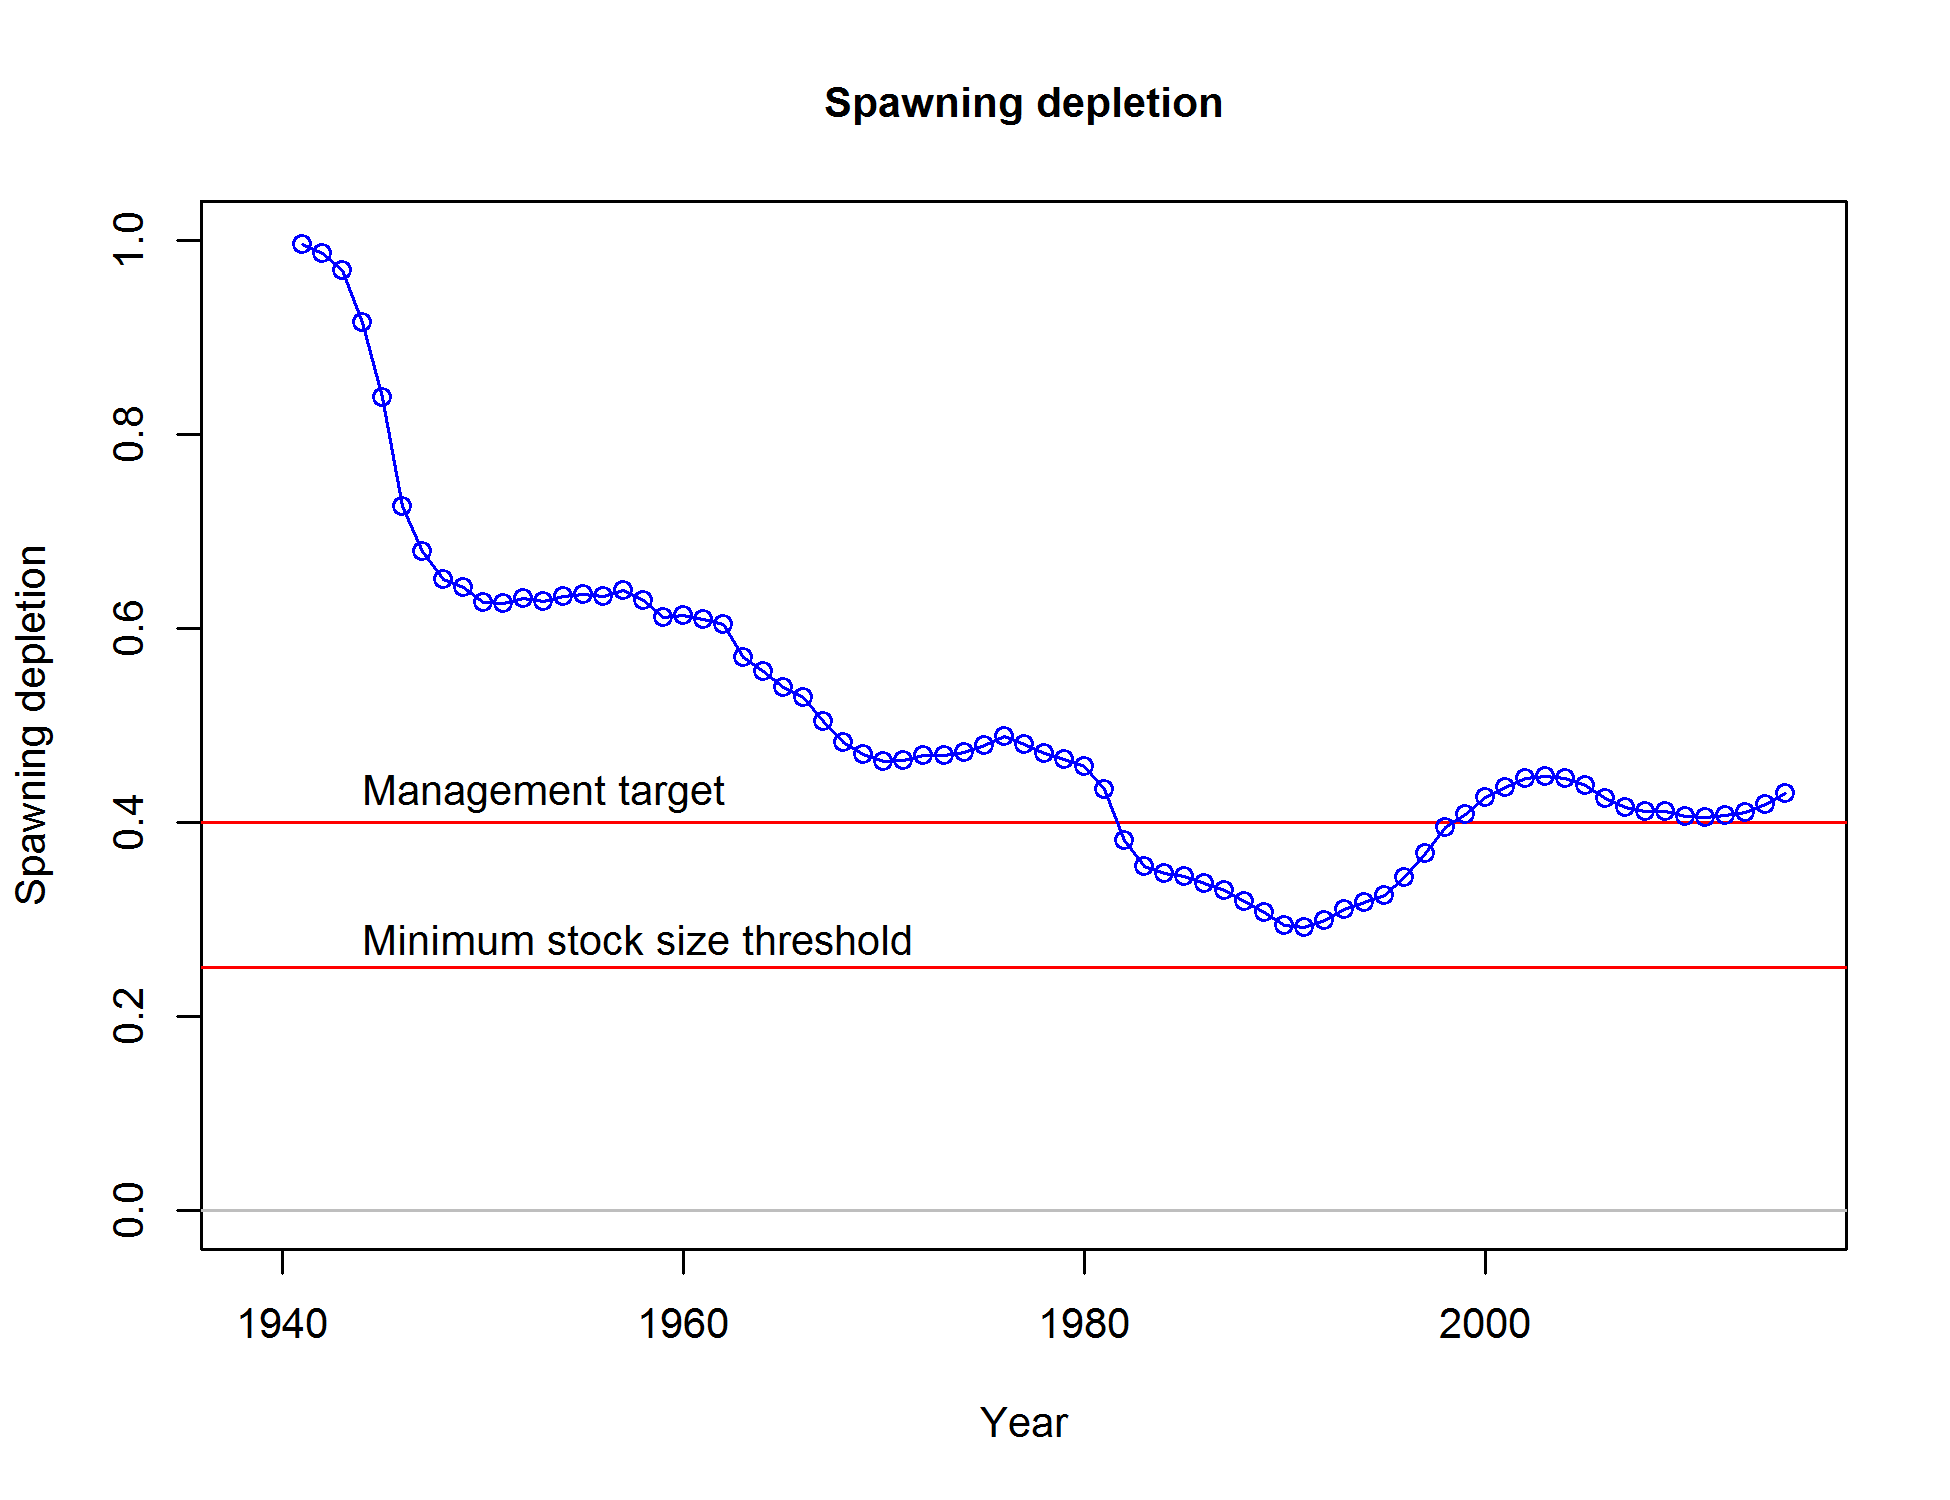 Spawning depletion
Spawning depletion
1.0
0.8
0.6
0.4
0.2
0.0
Management target
Minimum stock size threshold
1940
1960
1980
2000
Year